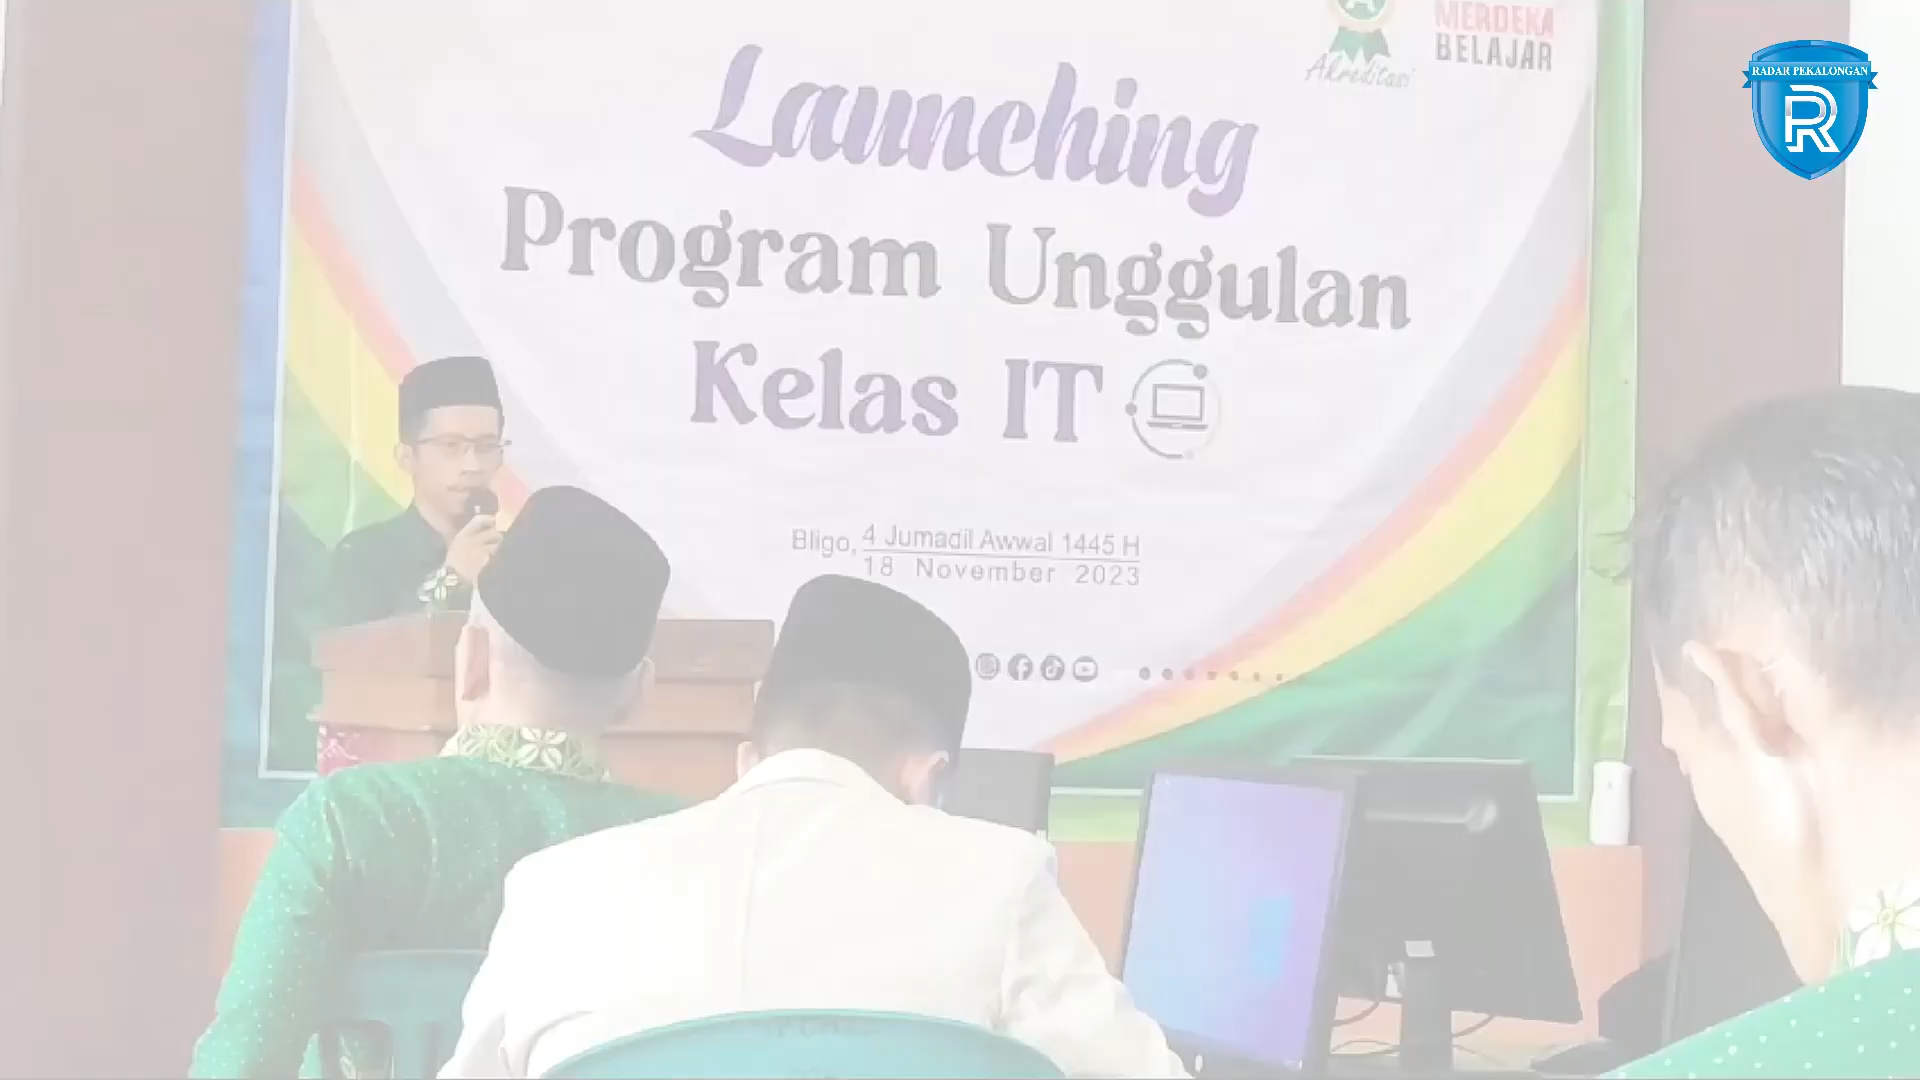 Akreditasi
MERDEKA
BELAJAR
RADAR PEKALONGAN
Launching
Program Unggulan
Kelas IT
Bligo, 4 Jumadil Awwal 1445 H
18 November 2023